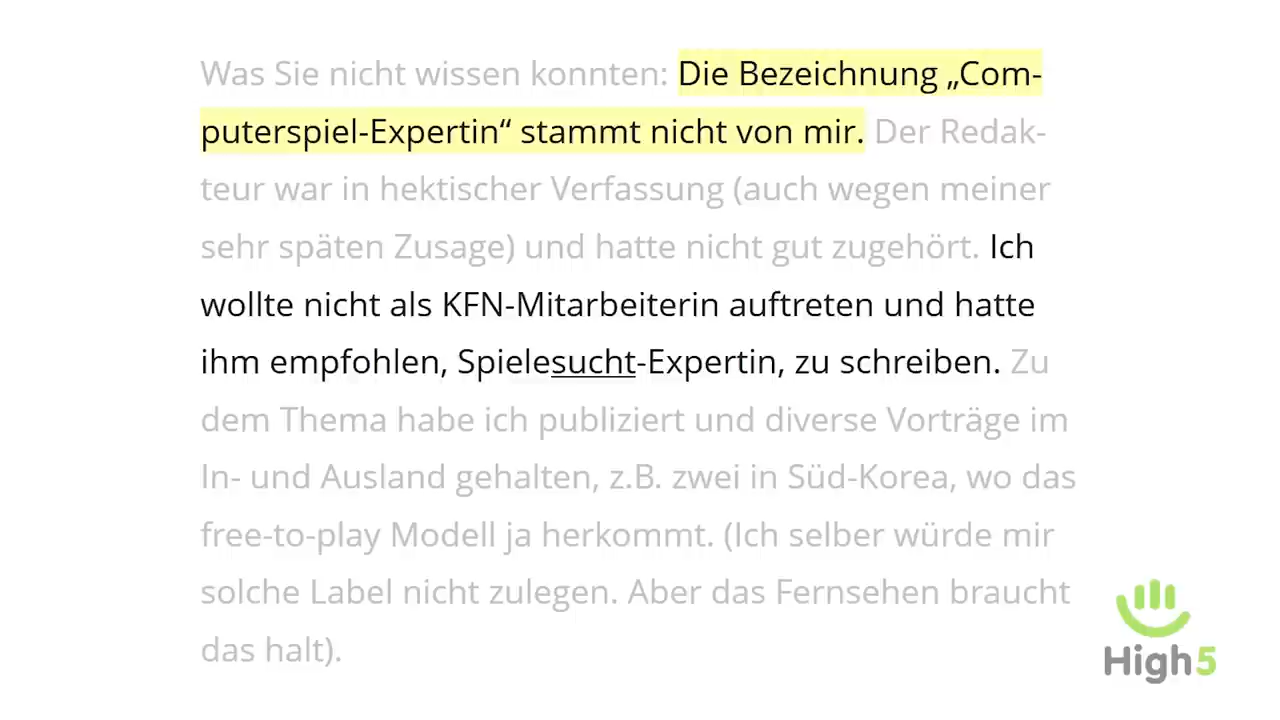 Was Sie nicht wissen konnten: Die Bezeichnung „Com-
puterspiel-Expertin“ stammt nicht von mir. Der Redak-
teur war in hektischer Verfassung (auch wegen meiner
sehr späten Zusage) und hatte nicht gut zugehört. Ich
wollte nicht als KFN-Mitarbeiterin auftreten und hatte
ihm empfohlen, Spielesucht-Expertin, zu schreiben. Zu
dem Thema habe ich publiziert und diverse Vorträge im
In- und Ausland gehalten, z.B. zwei in Süd-Korea, wo das
free-to-play Modell ja herkommt. (Ich selber würde mir
solche Label nicht zulegen. Aber das Fernsehen braucht
das halt).
High5